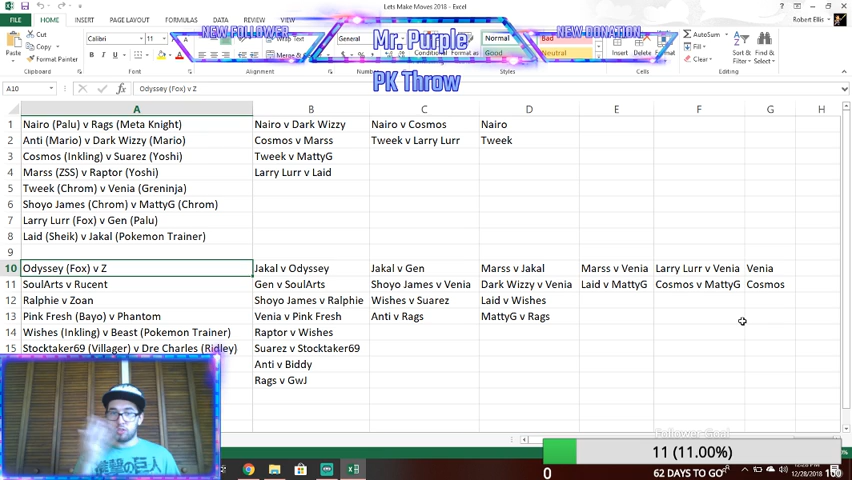 Lets Make Moves 2018 - Excel
Robert Ellis
FILE HOME INSERT PAGE LAYOUT FORMULAS DATA REVIEW VIEW
NEW FOLLOWER
Mr. Purple
PK Throw
NEW DONATION
Cut
Copy
Paste
Clipboard
Calibri
Font
Merge &
Alignment
Normal Bad
Good Neutral
Styles
Insert Delete Format
Cells
AutoSum
Fill
Clear
Sort & Find &
Filter Select
Editing
A10 Odyssey (Fox) v Z
A B C D E F G H
1 Nairo (Palu) v Rags (Meta Knight) Nairo v Dark Wizzy Nairo v Cosmos Nairo
2 Anti (Mario) v Dark Wizzy (Mario) Cosmos v Marss Tweek v Larry Lurr Tweek
3 Cosmos (Inkling) v Suarez (Yoshi) Tweek v MattyG
4 Marss (ZSS) v Raptor (Yoshi) Larry Lurr v Laid
5 Tweek (Chrom) v Venia (Greninja)
6 Shoyo James (Chrom) v MattyG (Chrom)
7 Larry Lurr (Fox) v Gen (Palu)
8 Laid (Sheik) v Jakal (Pokemon Trainer)
9
10 Odyssey (Fox) v Z Jakal v Odyssey Jakal v Gen Marss v Jakal Marss v Venia Larry Lurr v Venia Venia
11 SoulArts v Rucent Gen v SoulArts Shoyo James v Venia Dark Wizzy v Venia Laid v MattyG Cosmos v MattyG Cosmos
12 Ralphie v Zoan Shoyo James v Ralphie Wishes v Suarez Laid v Wishes
13 Pink Fresh (Bayo) v Phantom Venia v Pink Fresh Anti v Rags MattyG v Rags
14 Wishes (Inkling) v Beast (Pokemon Trainer) Raptor v Wishes
15 Stocktaker69 (Villager) v Dre Charles (Ridley) Suarez v Stocktaker69
Anti v Biddy
Rags v GwJ
Follower Goal
11 (11.00%)
0 62 DAYS TO GO 100
12/28/2018